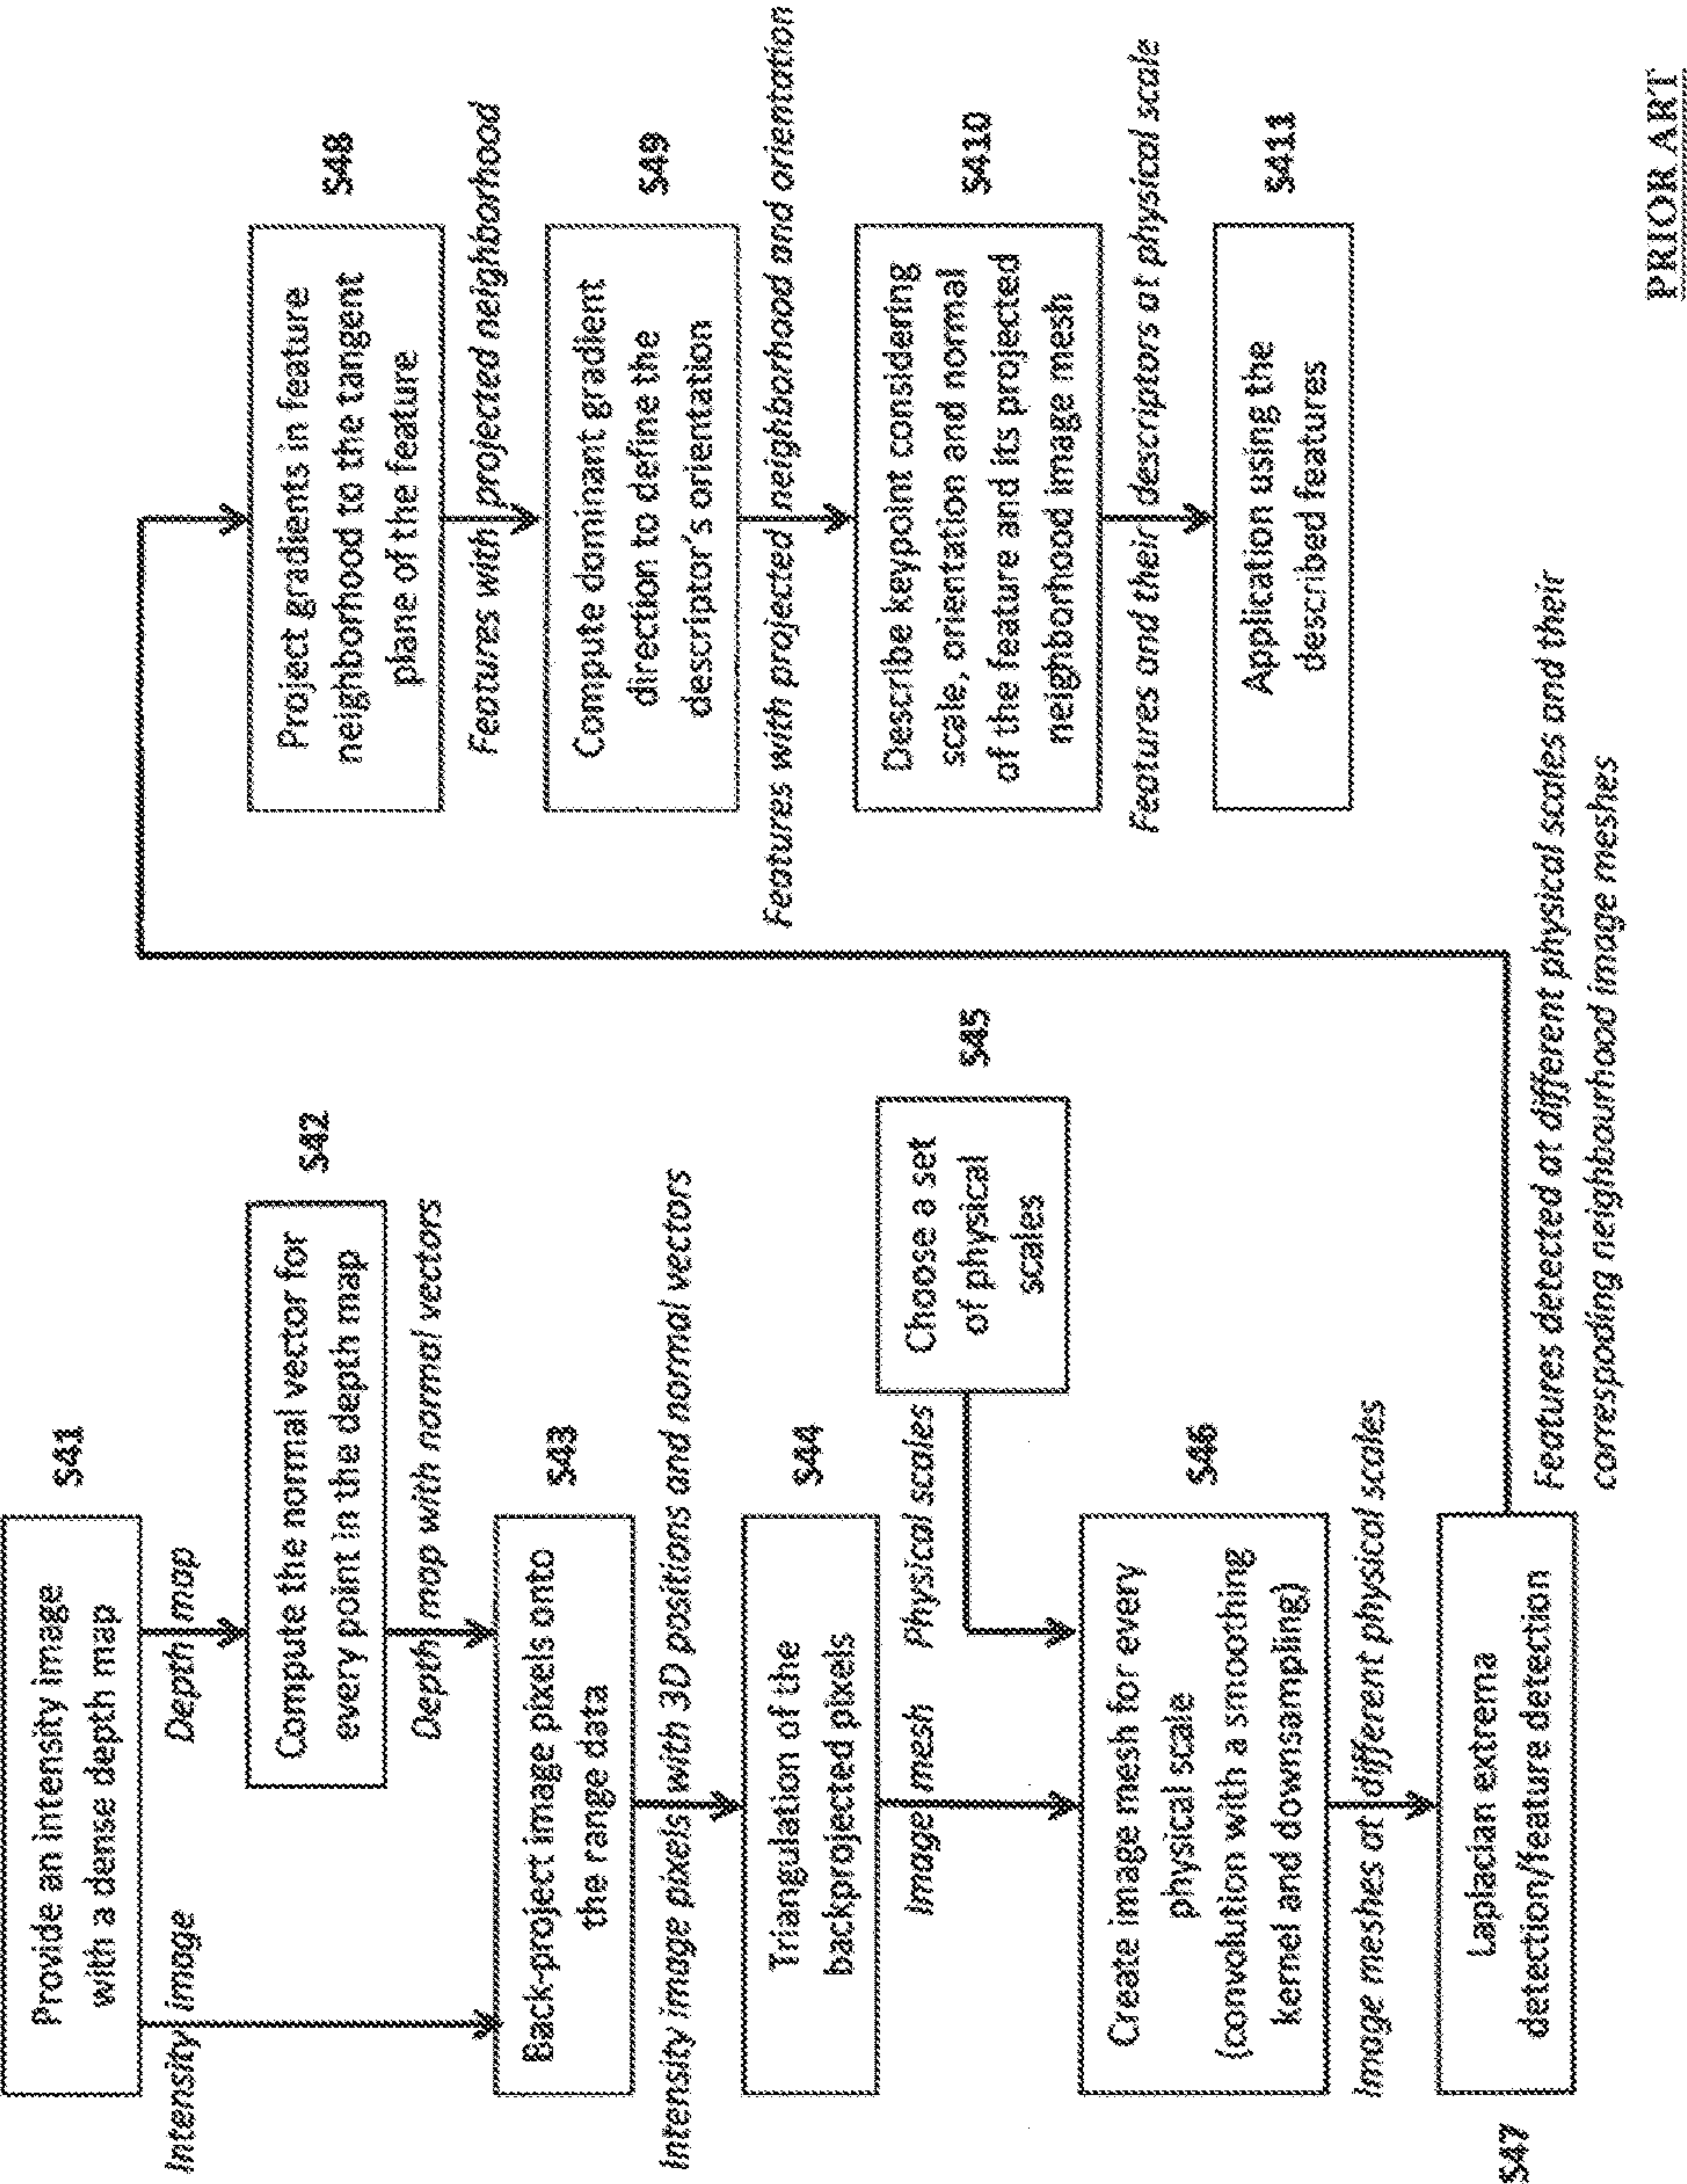 S41
Provide an intensity image
with a dense depth map
Intensity image
Depth map
S42
Compute the normal vector for
every point in the depth map
Depth map with normal vectors
S43
Back-project image pixels onto
the range data
Intensity image pixels with 3D positions and normal vectors
S44
Triangulation of the
backprojected pixels
Image mesh
Physical scales
S45
Choose a set
of physical
scales
S46
Create image mesh for every
physical scale
(convolution with a smoothing
kernel and downsampling)
Image meshes at different physical scales
S47
Laplacian extrema
detection/feature detection
Features detected at different physical scales and their
correspoding neighbourhood image meshes
S48
Project gradients in feature
neighborhood to the tangent
plane of the feature
Features with projected neighborhood
S49
Compute dominant gradient
direction to define the
descriptor's orientation
Features with projected neighborhood and orientation
S410
Describe keypoint considering
scale, orientation and normal
of the feature and its projected
neighborhood image mesh
Features and their descriptors at physical scale
S411
Application using the
described features
PRIOR ART